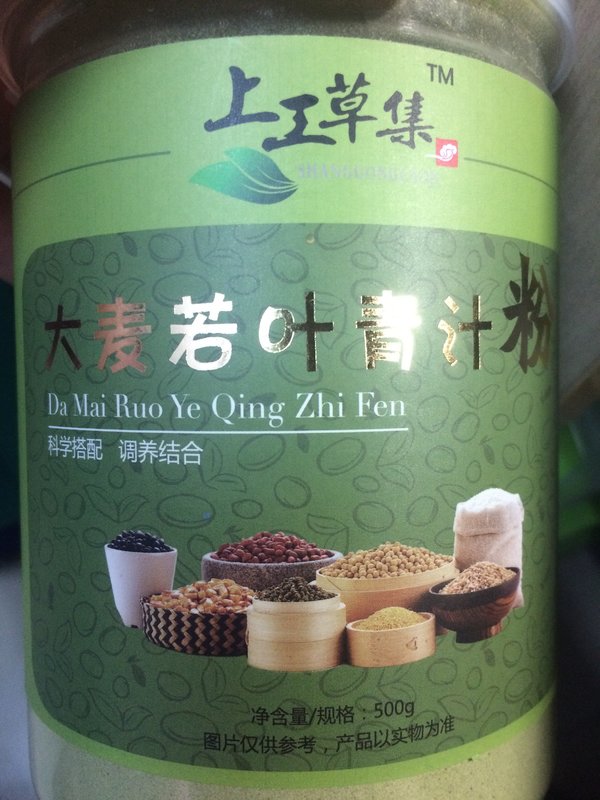 上工草集 TM
大麦若叶青汁粉
Da Mai Ruo Ye Qing Zhi Fen
科学搭配 调养结合
净含量/规格：500g
图片仅供参考，产品以实物为准